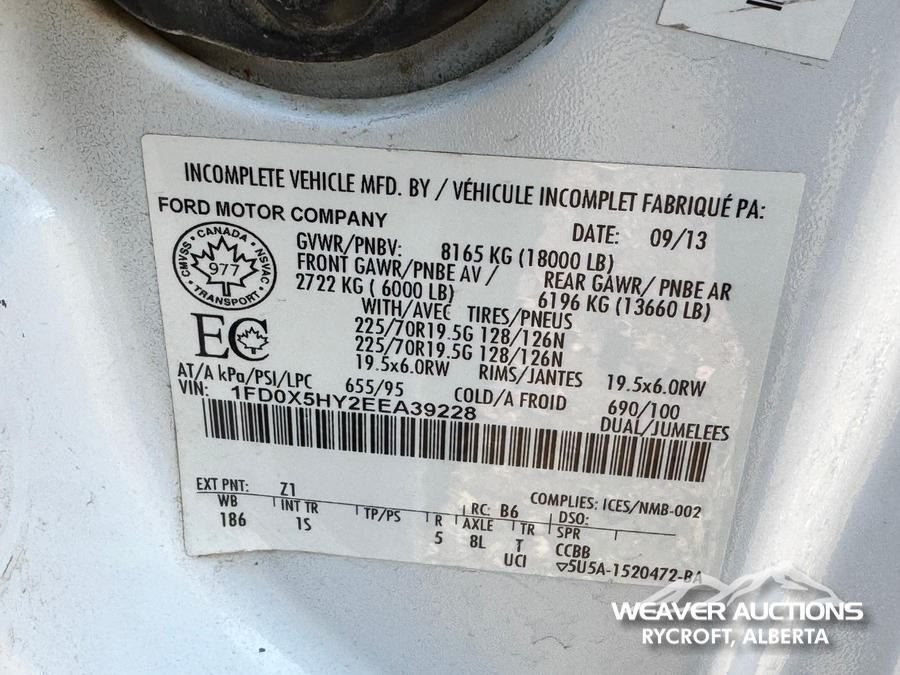 INCOMPLETE VEHICLE MFD. BY / VÉHICULE INCOMPLET FABRIQUÉ PA:
FORD MOTOR COMPANY
DATE: 09/13
GVWR/PNBV: 8165 KG (18000 LB)
FRONT GAWR/PNBE AV / REAR GAWR/ PNBE AR
2722 KG ( 6000 LB) 6196 KG (13660 LB)
WITH/AVEC TIRES/PNEUS
225/70R19.5G 128/126N
225/70R19.5G 128/126N
19.5x6.0RW RIMS/JANTES 19.5x6.0RW
AT/A kPa/PSI/LPC 655/95 COLD/A FROID 690/100
DUAL/JUMELEES
VIN: 1FD0X5HY2EEA39228
CMVSS · CANADA · NSVAC
977
· TRANSPORT ·
EC
EXT PNT: Z1 RC: B6 DSO: COMPLIES: ICES/NMB-002
WB INT TR TP/PS R AXLE TR SPR
186 1S 5 8L T CCBB
UCI ▽5U5A-1520472-BA
WEAVER AUCTIONS
RYCROFT, ALBERTA